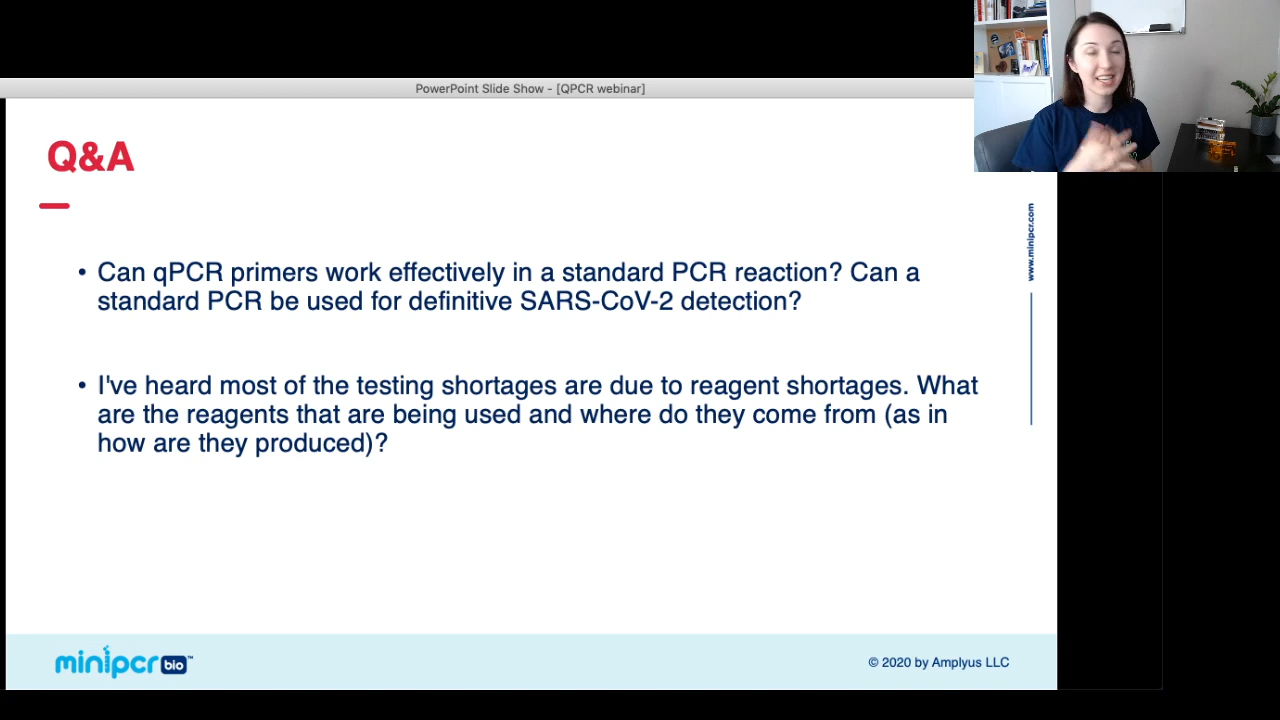 PowerPoint Slide Show - [QPCR webinar]
Q&A
www.minipcr.com
• Can qPCR primers work effectively in a standard PCR reaction? Can a
standard PCR be used for definitive SARS-CoV-2 detection?
• I've heard most of the testing shortages are due to reagent shortages. What
are the reagents that are being used and where do they come from (as in
how are they produced)?
minipcr bio™
© 2020 by Amplyus LLC